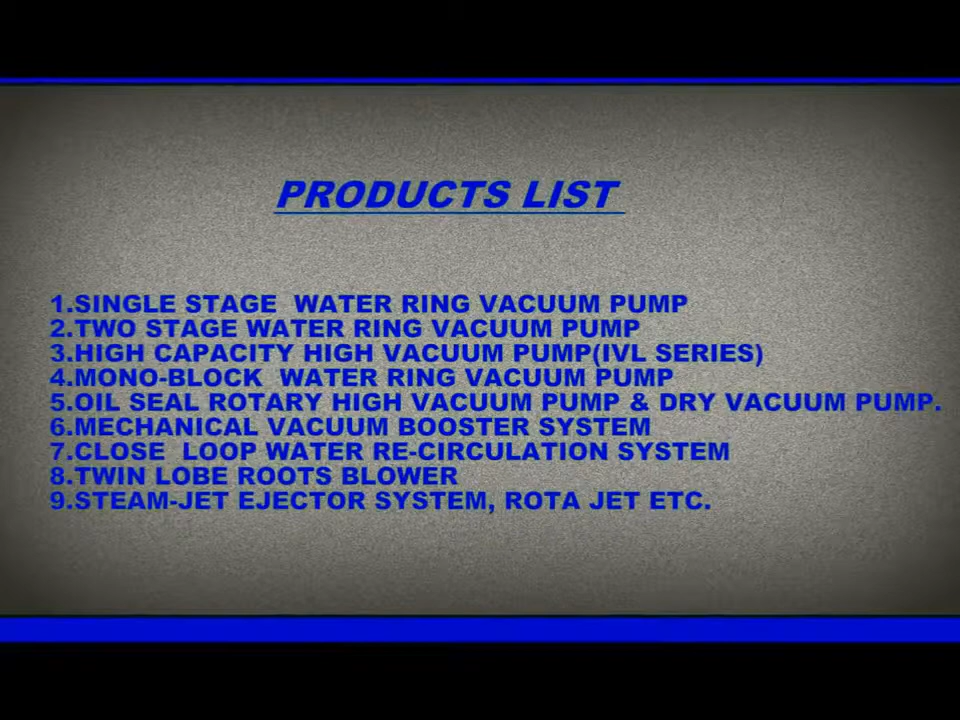 PRODUCTS LIST
1.SINGLE STAGE  WATER RING VACUUM PUMP
2.TWO STAGE WATER RING VACUUM PUMP
3.HIGH CAPACITY HIGH VACUUM PUMP(IVL SERIES)
4.MONO-BLOCK  WATER RING VACUUM PUMP
5.OIL SEAL ROTARY HIGH VACUUM PUMP & DRY VACUUM PUMP.
6.MECHANICAL VACUUM BOOSTER SYSTEM
7.CLOSE  LOOP WATER RE-CIRCULATION SYSTEM
8.TWIN LOBE ROOTS BLOWER
9.STEAM-JET EJECTOR SYSTEM, ROTA JET ETC.